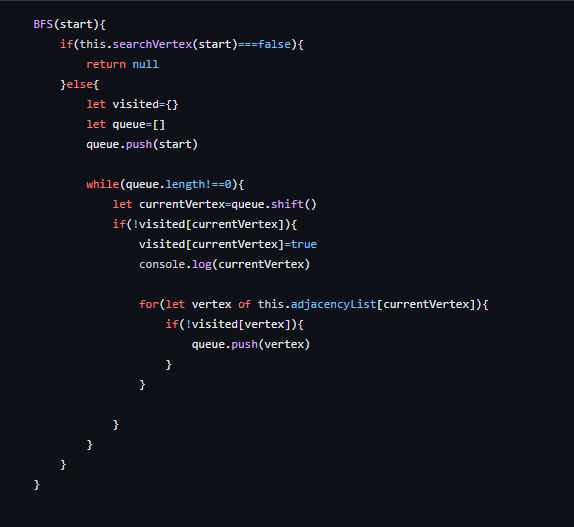 BFS(start){
    if(this.searchVertex(start)===false){
        return null
    }else{
        let visited={}
        let queue=[]
        queue.push(start)

        while(queue.length!==0){
            let currentVertex=queue.shift()
            if(!visited[currentVertex]){
                visited[currentVertex]=true
                console.log(currentVertex)

                for(let vertex of this.adjacencyList[currentVertex]){
                    if(!visited[vertex]){
                        queue.push(vertex)
                    }
                }

            }
        }
    }
}